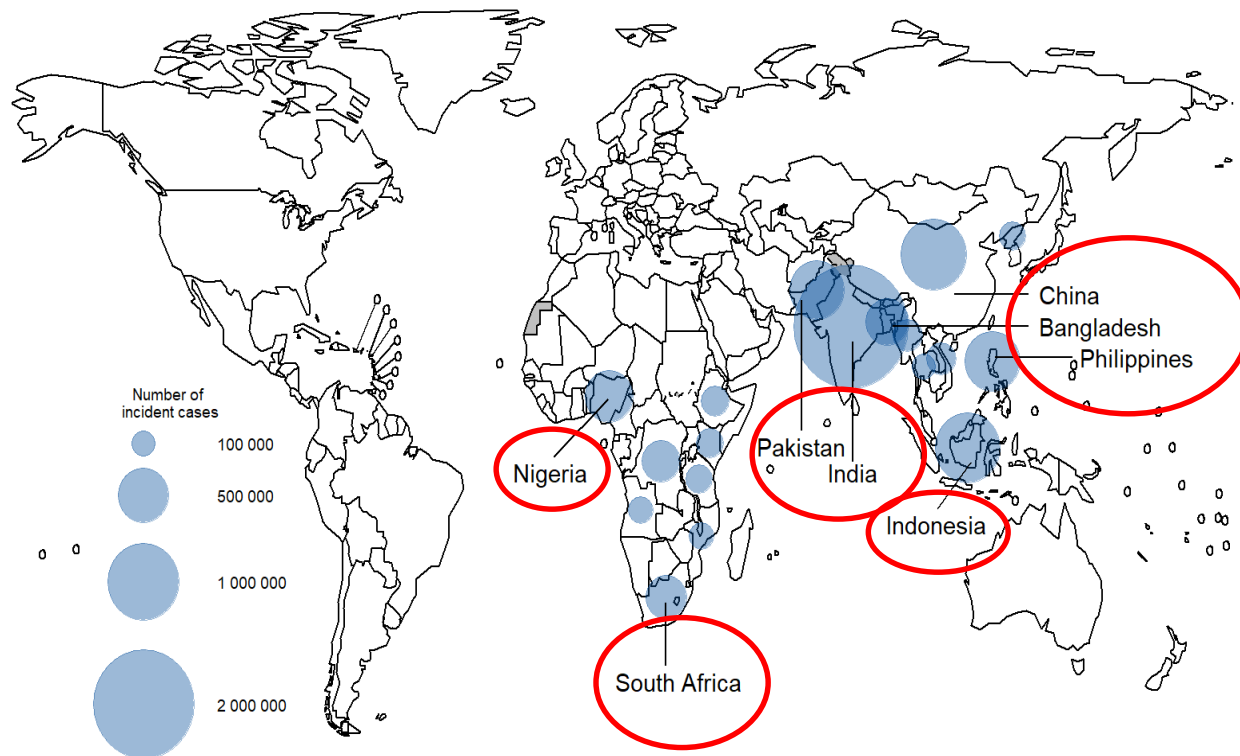 China
Bangladesh
Philippines
Number of
incident cases
100 000
500 000
1 000 000
2 000 000
Nigeria
Pakistan
India
Indonesia
South Africa